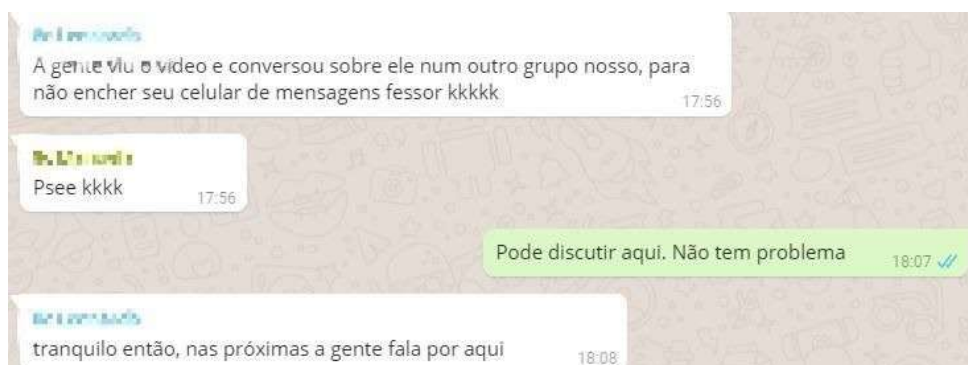 A gente viu o vídeo e conversou sobre ele num outro grupo nosso, para
não encher seu celular de mensagens fessor kkkkk
17:56
Psee kkkk
17:56
Pode discutir aqui. Não tem problema
18:07
tranquilo então, nas próximas a gente fala por aqui
18:08